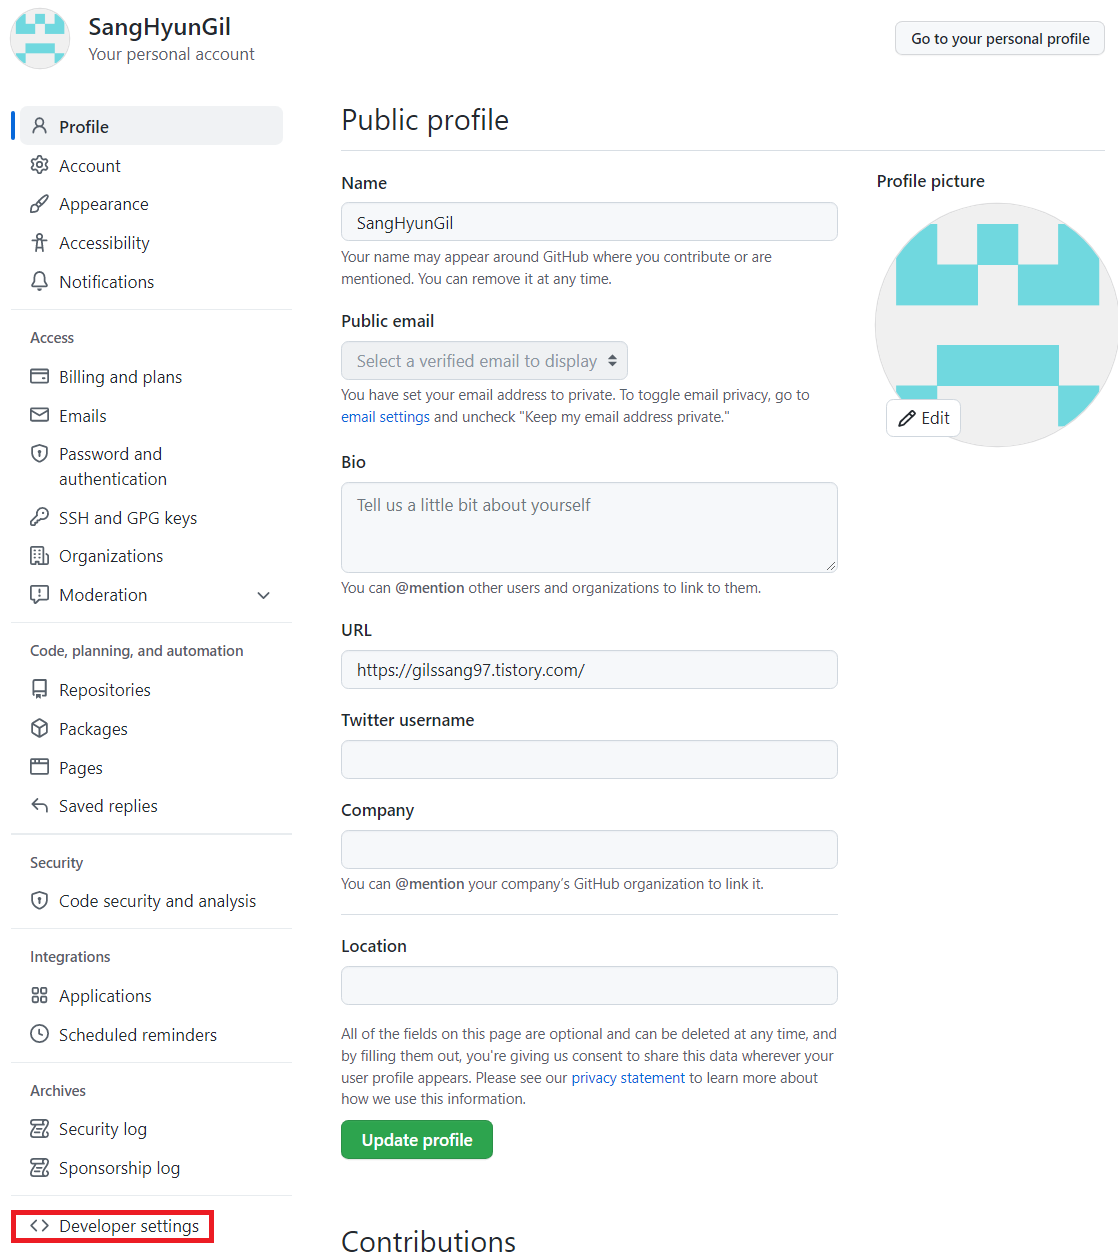 SangHyunGil
Your personal account
Go to your personal profile
Profile
Account
Appearance
Accessibility
Notifications
Access
Billing and plans
Emails
Password and
authentication
SSH and GPG keys
Organizations
Moderation
Code, planning, and automation
Repositories
Packages
Pages
Saved replies
Security
Code security and analysis
Integrations
Applications
Scheduled reminders
Archives
Security log
Sponsorship log
Developer settings
Public profile
Name
SangHyunGil
Your name may appear around GitHub where you contribute or are
mentioned. You can remove it at any time.
Public email
Select a verified email to display
You have set your email address to private. To toggle email privacy, go to
email settings and uncheck "Keep my email address private."
Bio
Tell us a little bit about yourself
You can @mention other users and organizations to link to them.
URL
https://gilssang97.tistory.com/
Twitter username
Company
You can @mention your company's GitHub organization to link it.
Location
All of the fields on this page are optional and can be deleted at any time, and
by filling them out, you're giving us consent to share this data wherever your
user profile appears. Please see our privacy statement to learn more about
how we use this information.
Update profile
Contributions
Profile picture
Edit